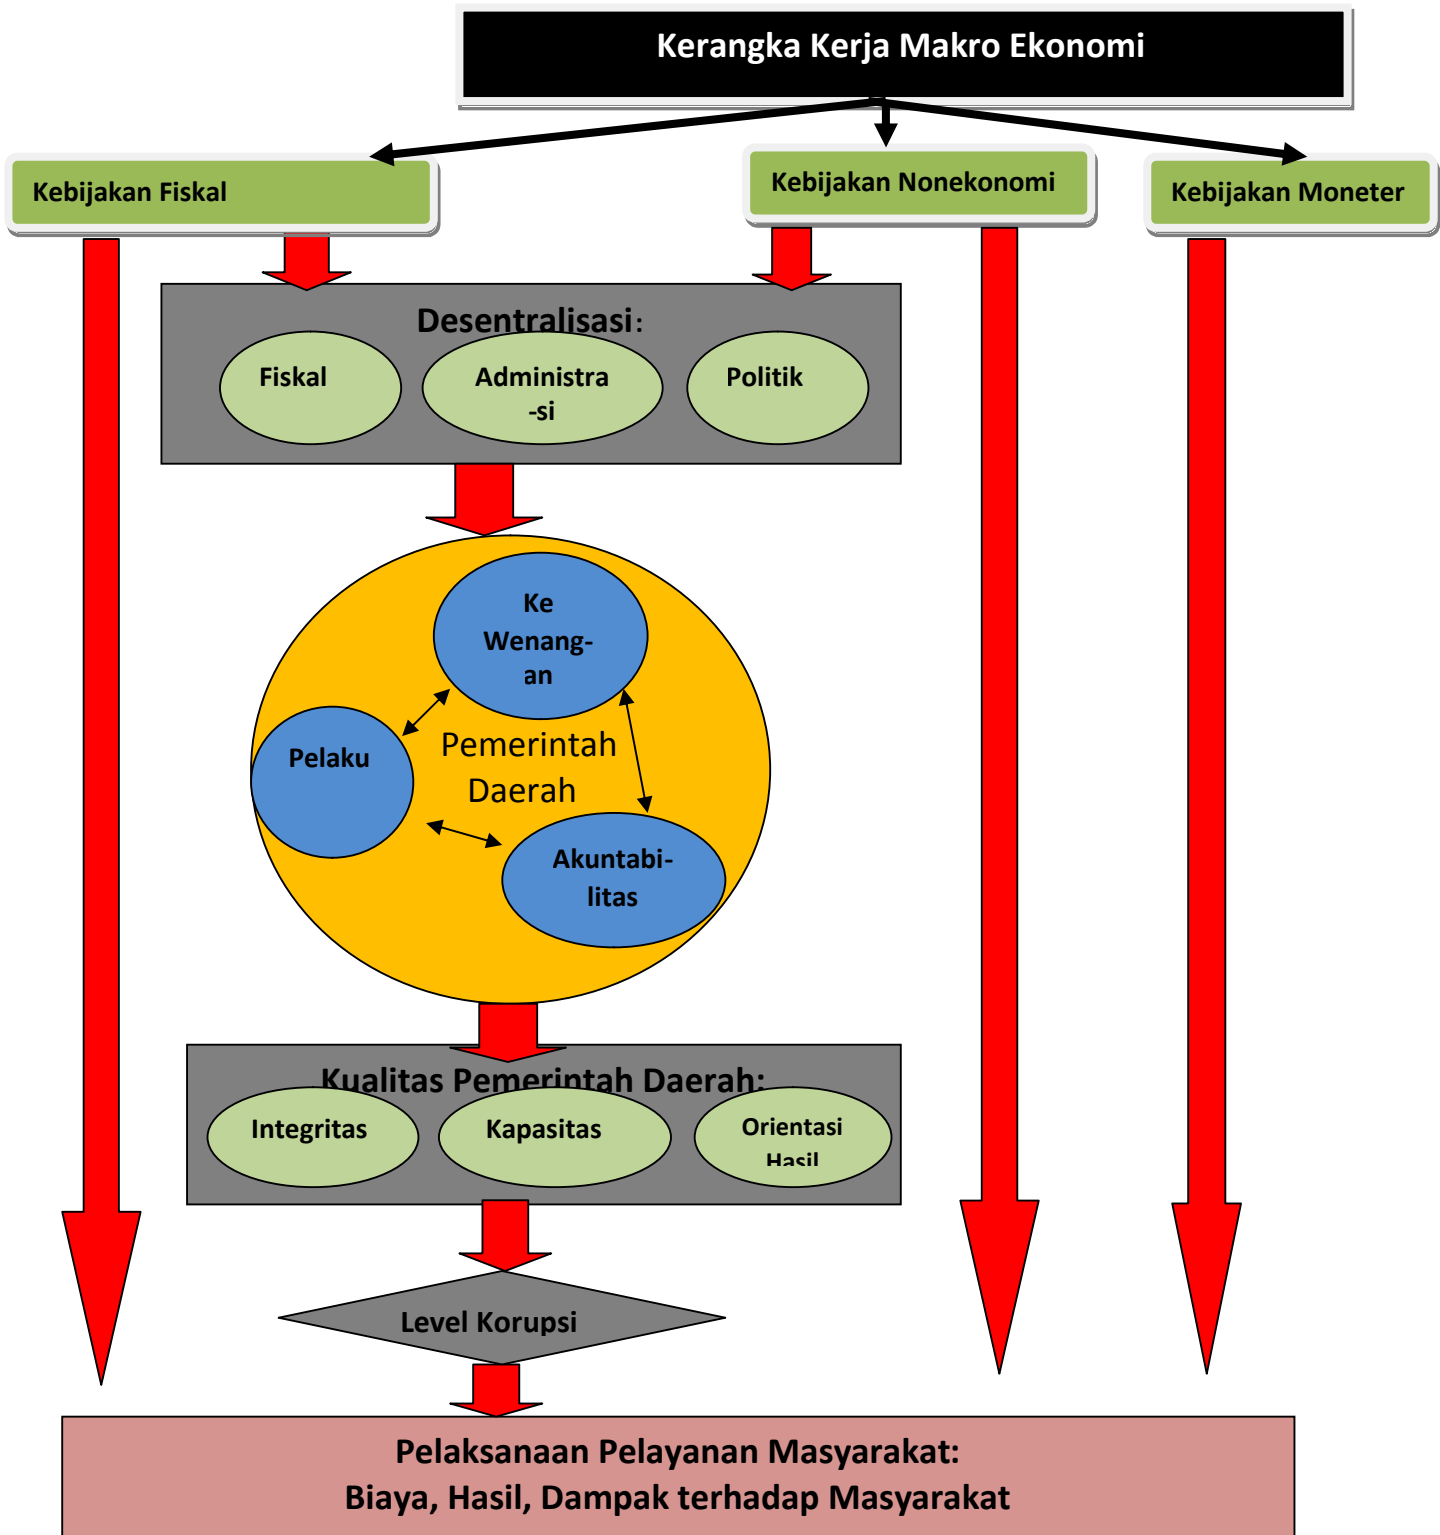 Kerangka Kerja Makro Ekonomi
Kebijakan Fiskal
Kebijakan Nonekonomi
Kebijakan Moneter
Desentralisasi:
Fiskal
Administra
-si
Politik
Ke
Wenang-
an
Pelaku
Pemerintah
Daerah
Akuntabi-
litas
Kualitas Pemerintah Daerah:
Integritas
Kapasitas
Orientasi
Hasil
Level Korupsi
Pelaksanaan Pelayanan Masyarakat:
Biaya, Hasil, Dampak terhadap Masyarakat